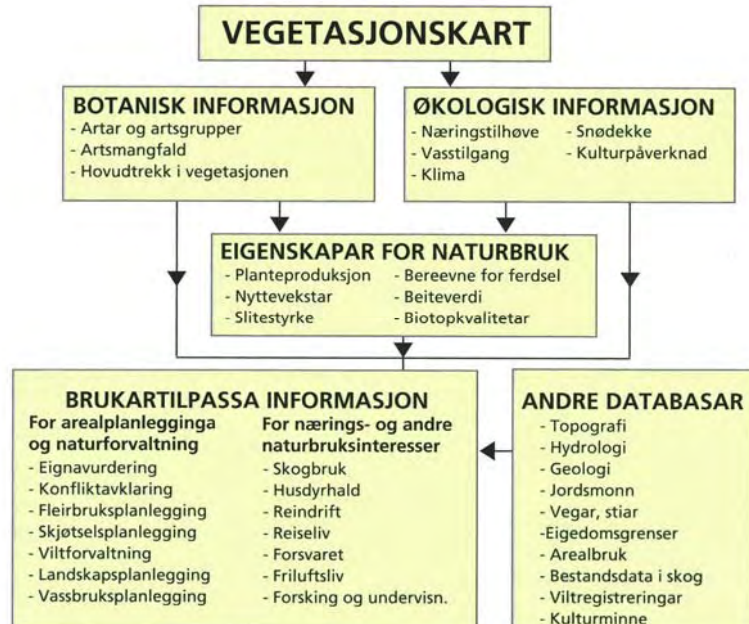 VEGETASJONSKART
BOTANISK INFORMASJON
- Artar og artsgrupper
- Artsmangfald
- Hovudtrekk i vegetasjonen
ØKOLOGISK INFORMASJON
- Næringstilhøve
- Vasstilgang
- Klima
- Snødekke
- Kulturpåverknad
EIGENSKAPAR FOR NATURBRUK
- Planteproduksjon
- Nyttevekstar
- Slitestyrke
- Bereevne for ferdsel
- Beiteverdi
- Biotopkvalitetar
BRUKARTILPASSA INFORMASJON
For arealplanlegginga
og naturforvaltning
- Eignavurdering
- Konfliktavklaring
- Fleirbruksplanlegging
- Skjøtselsplanlegging
- Viltforvaltning
- Landskapsplanlegging
- Vassbruksplanlegging
For nærings- og andre
naturbruksinteresser
- Skogbruk
- Husdyrhald
- Reindrift
- Reiseliv
- Forsvaret
- Friluftsliv
- Forsking og undervisn.
ANDRE DATABASAR
- Topografi
- Hydrologi
- Geologi
- Jordsmonn
- Vegar, stiar
-Eigedomsgrenser
- Arealbruk
- Bestandsdata i skog
- Viltregistreringar
- Kulturminne